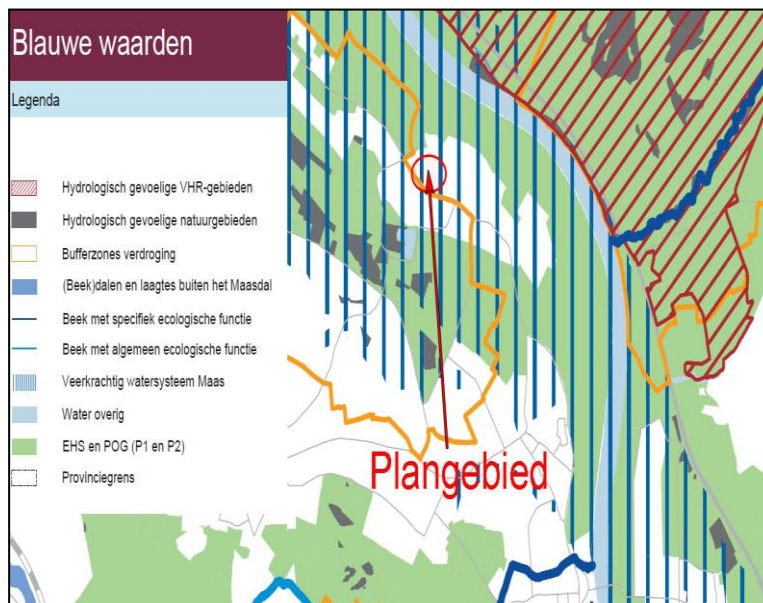 Blauwe waarden
Legenda
Hydrologisch gevoelige VHR-gebieden
Hydrologisch gevoelige natuurgebieden
Bufferzones verdroging
(Beek)dalen en laagtes buiten het Maasdal
Beek met specifiek ecologische functie
Beek met algemeen ecologische functie
Veerkrachtig watersysteem Maas
Water overig
EHS en POG (P1 en P2)
Provinciegrens
Plangebied